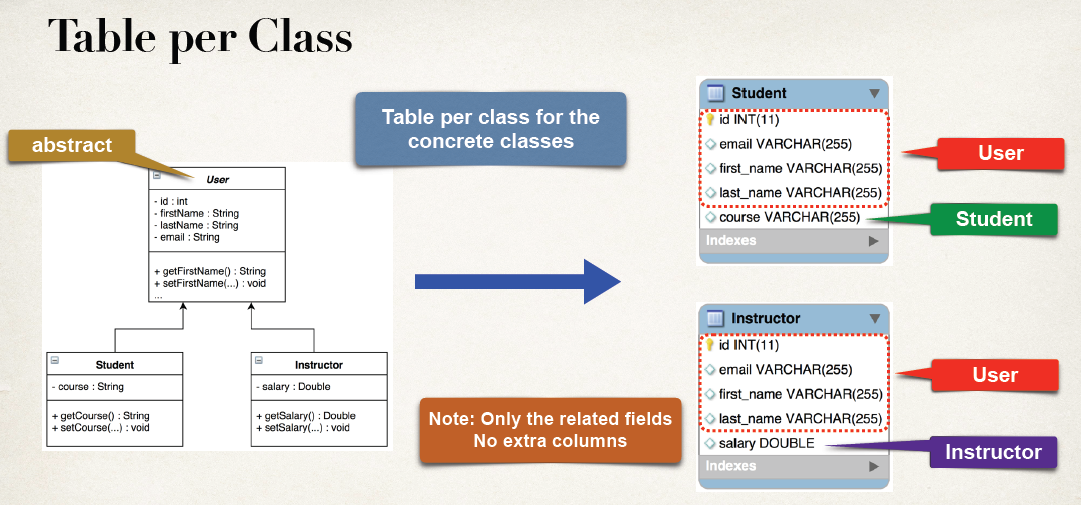 Table per Class
abstract
Table per class for the
concrete classes
User
- id : int
- firstName : String
- lastName : String
- email : String
+ getFirstName() : String
+ setFirstName(...) : void
...
Student
- course : String
+ getCourse() : String
+ setCourse(...) : void
Instructor
- salary : Double
+ getSalary() : Double
+ setSalary(...) : void
Note: Only the related fields
No extra columns
Student
id INT(11)
email VARCHAR(255)
first_name VARCHAR(255)
last_name VARCHAR(255)
course VARCHAR(255)
Indexes
User
Student
Instructor
id INT(11)
email VARCHAR(255)
first_name VARCHAR(255)
last_name VARCHAR(255)
salary DOUBLE
Indexes
User
Instructor